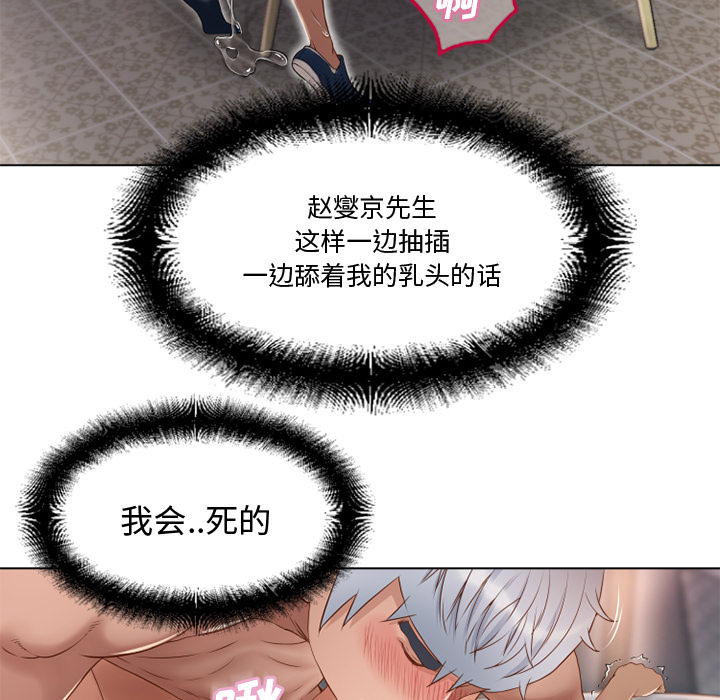 啊
赵燮京先生
这样一边抽插
一边舔着我的乳头的话
我会..死的